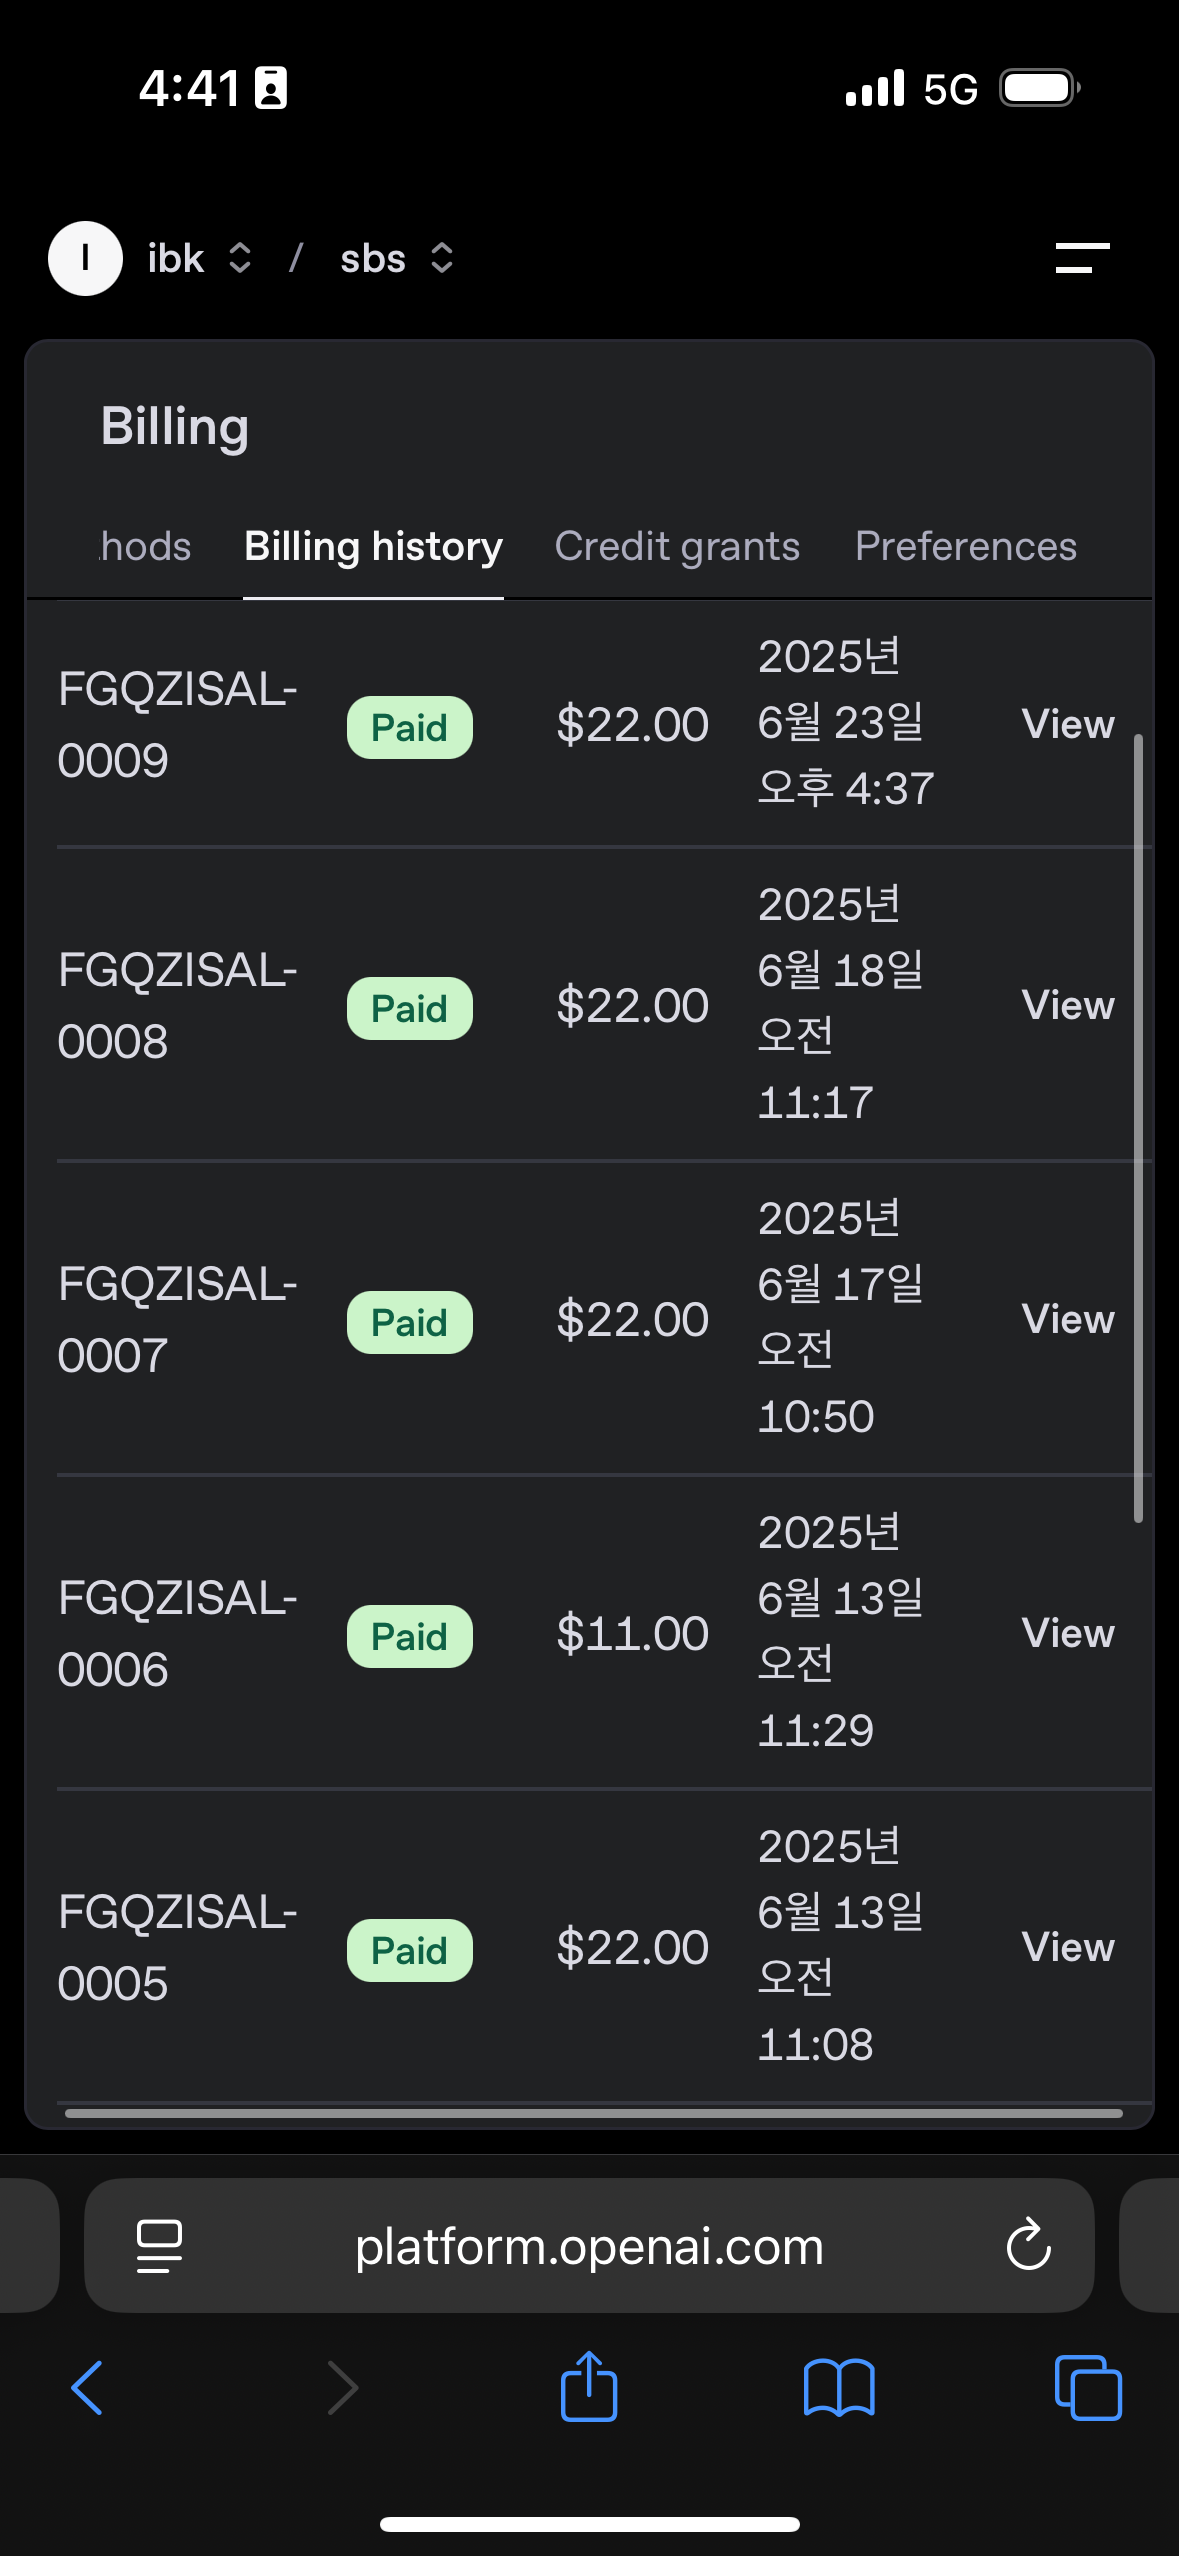 4:41
5G
I ibk / sbs
Billing
hods Billing history Credit grants Preferences
FGQZISAL-
0009
Paid
$22.00
2025년
6월 23일
오후 4:37
View
FGQZISAL-
0008
Paid
$22.00
2025년
6월 18일
오전
11:17
View
FGQZISAL-
0007
Paid
$22.00
2025년
6월 17일
오전
10:50
View
FGQZISAL-
0006
Paid
$11.00
2025년
6월 13일
오전
11:29
View
FGQZISAL-
0005
Paid
$22.00
2025년
6월 13일
오전
11:08
View
platform.openai.com